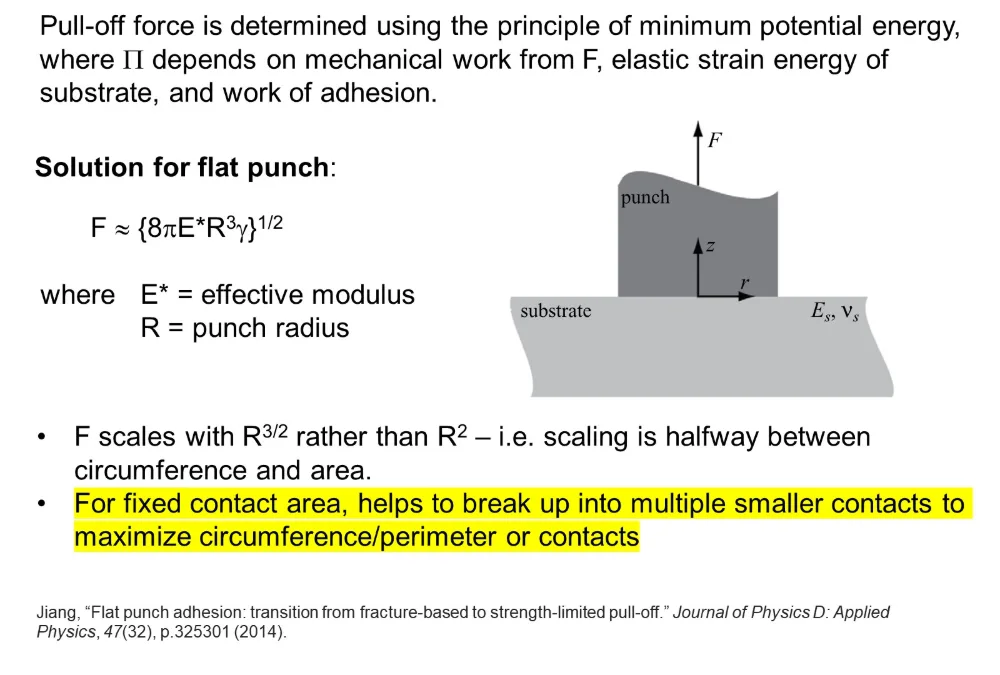 Pull-off force is determined using the principle of minimum potential energy,
where Π depends on mechanical work from F, elastic strain energy of
substrate, and work of adhesion.
Solution for flat punch:
F ≈ {8πE*R³γ}^1/2
where E* = effective modulus
R = punch radius
F
punch
z
r
substrate
Eₛ, νₛ
• F scales with R^3/2 rather than R² – i.e. scaling is halfway between
circumference and area.
• For fixed contact area, helps to break up into multiple smaller contacts to
maximize circumference/perimeter or contacts
Jiang, “Flat punch adhesion: transition from fracture-based to strength-limited pull-off.” Journal of Physics D: Applied
Physics, 47(32), p.325301 (2014).